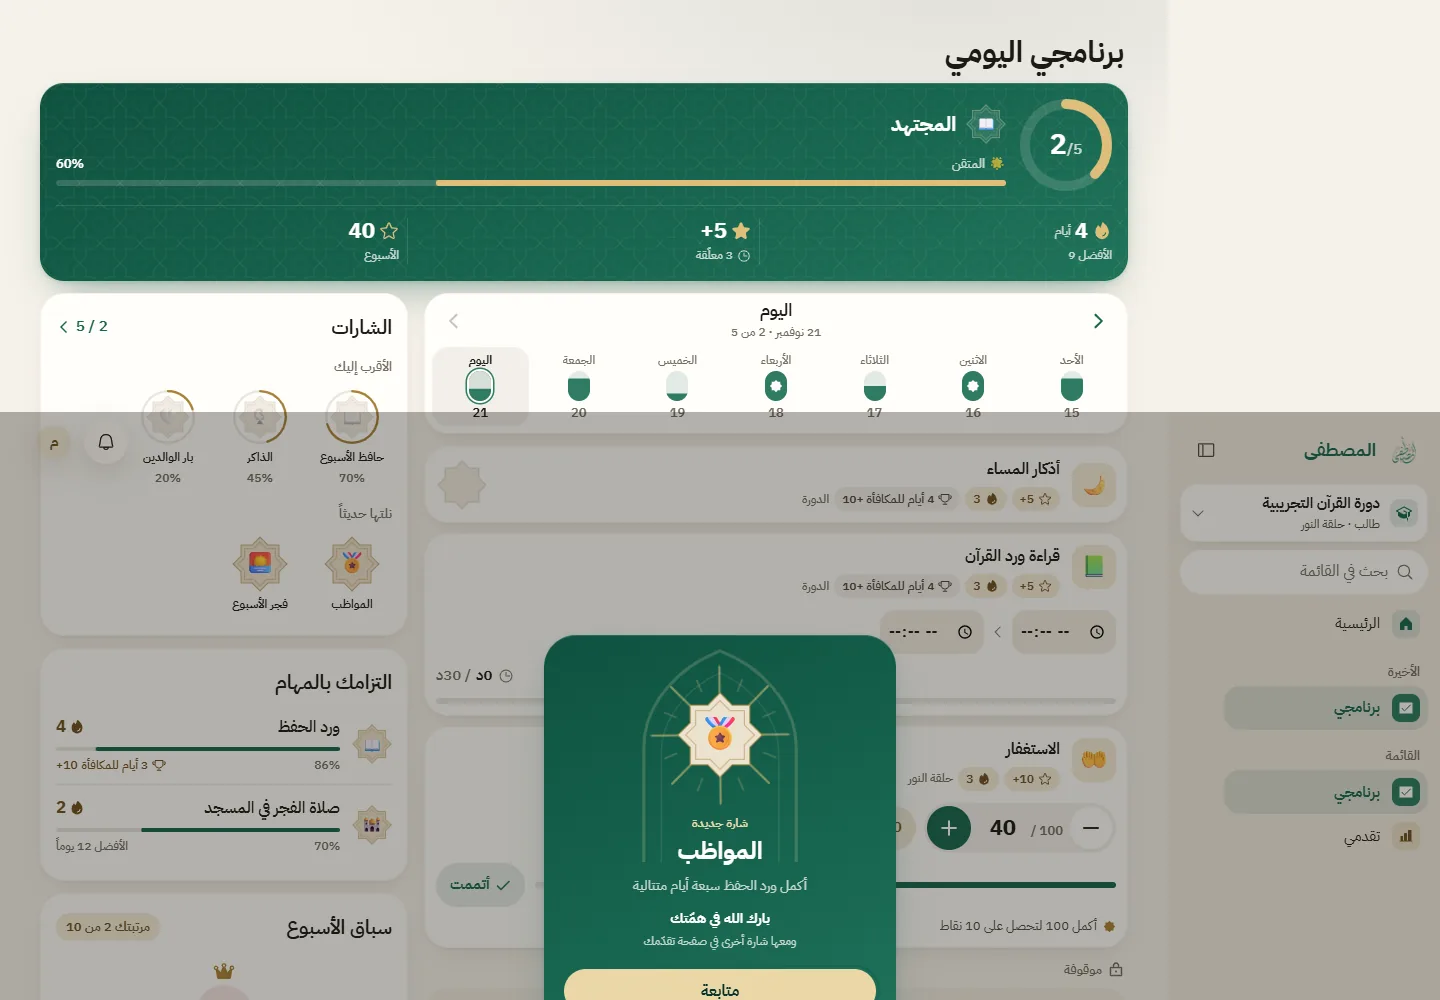 برنامجي اليومي
2/5
المجتهد
المتقن
60%
4 أيام
الأفضل 9
+5
3 معلّقة
40
الأسبوع
اليوم
21 نوفمبر · 2 من 5
الأحد
الاثنين
الثلاثاء
الأربعاء
الخميس
الجمعة
اليوم
15
16
17
18
19
20
21
الشارات
2 / 5
الأقرب إليك
حافظ الأسبوع
الذاكر
بار الوالدين
70%
45%
20%
نلتها حديثاً
المواظب
فجر الأسبوع
م
المصطفى
دورة القرآن التجريبية
طالب · حلقة النور
بحث في القائمة
الرئيسية
الأخيرة
برنامجي
القائمة
برنامجي
تقدمي
أذكار المساء
+5
3
4 أيام للمكافأة +10
الدورة
قراءة ورد القرآن
+5
3
4 أيام للمكافأة +10
الدورة
--:-- --
--:-- --
0د / 30د
الاستغفار
+10
3
حلقة النور
40
/ 100
أتممت
أكمل 100 لتحصل على 10 نقاط
موقوفة
التزامك بالمهام
ورد الحفظ
4
86%
3 أيام للمكافأة +10
صلاة الفجر في المسجد
2
70%
الأفضل 12 يوماً
سباق الأسبوع
مرتبتك 2 من 10
شارة جديدة
المواظب
أكمل ورد الحفظ سبعة أيام متتالية
بارك الله في همّتك
ومعها شارة أخرى في صفحة تقدّمك
متابعة